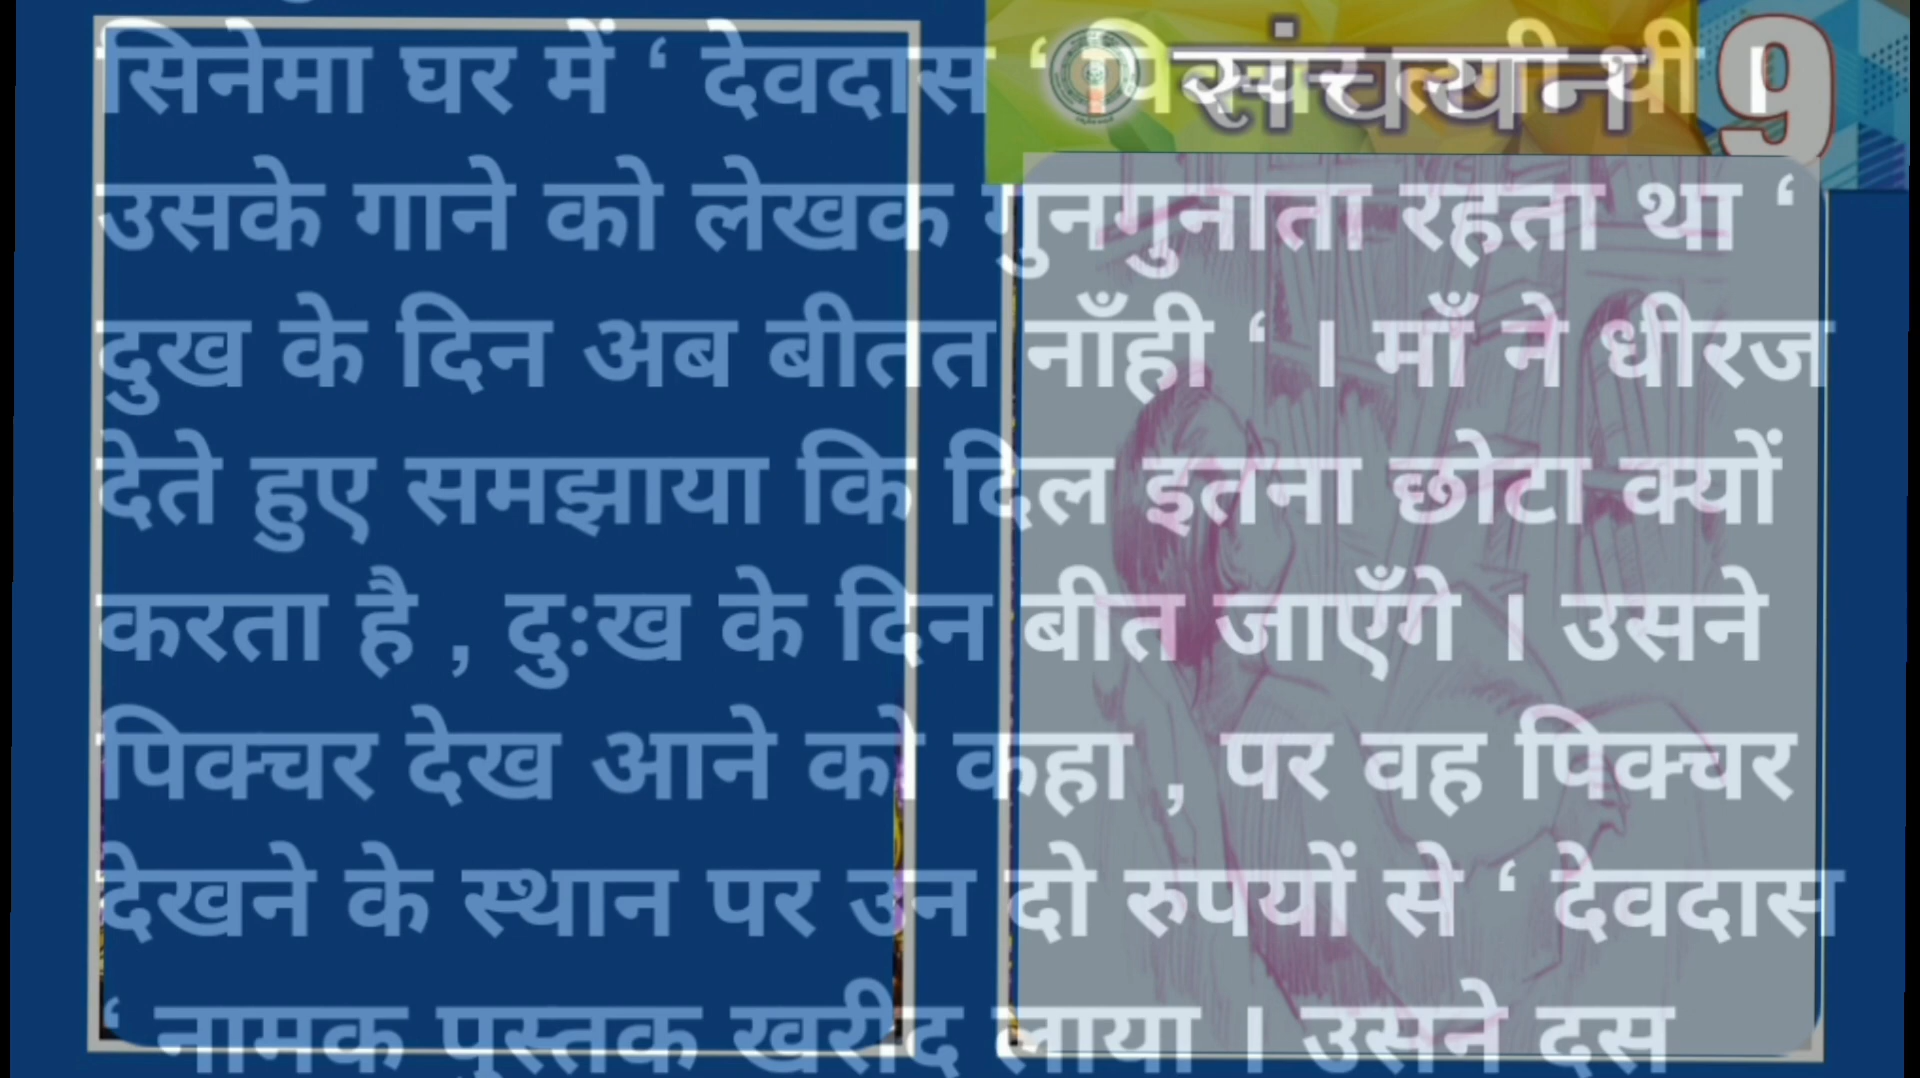 सिनेमा घर में ‘ देवदास ‘ थी ।
संचयन 9
उसके गाने को लेखक गुनगुनाता रहता था ‘
दुख के दिन अब बीतत नाँही ‘ । माँ ने धीरज
देते हुए समझाया कि दिल इतना छोटा क्यों
करता है , दुःख के दिन बीत जाएँगे । उसने
पिक्चर देख आने को कहा , पर वह पिक्चर
देखने के स्थान पर उन दो रुपयों से ‘ देवदास
‘ नामक पुस्तक खरीद लाया । उसने दस